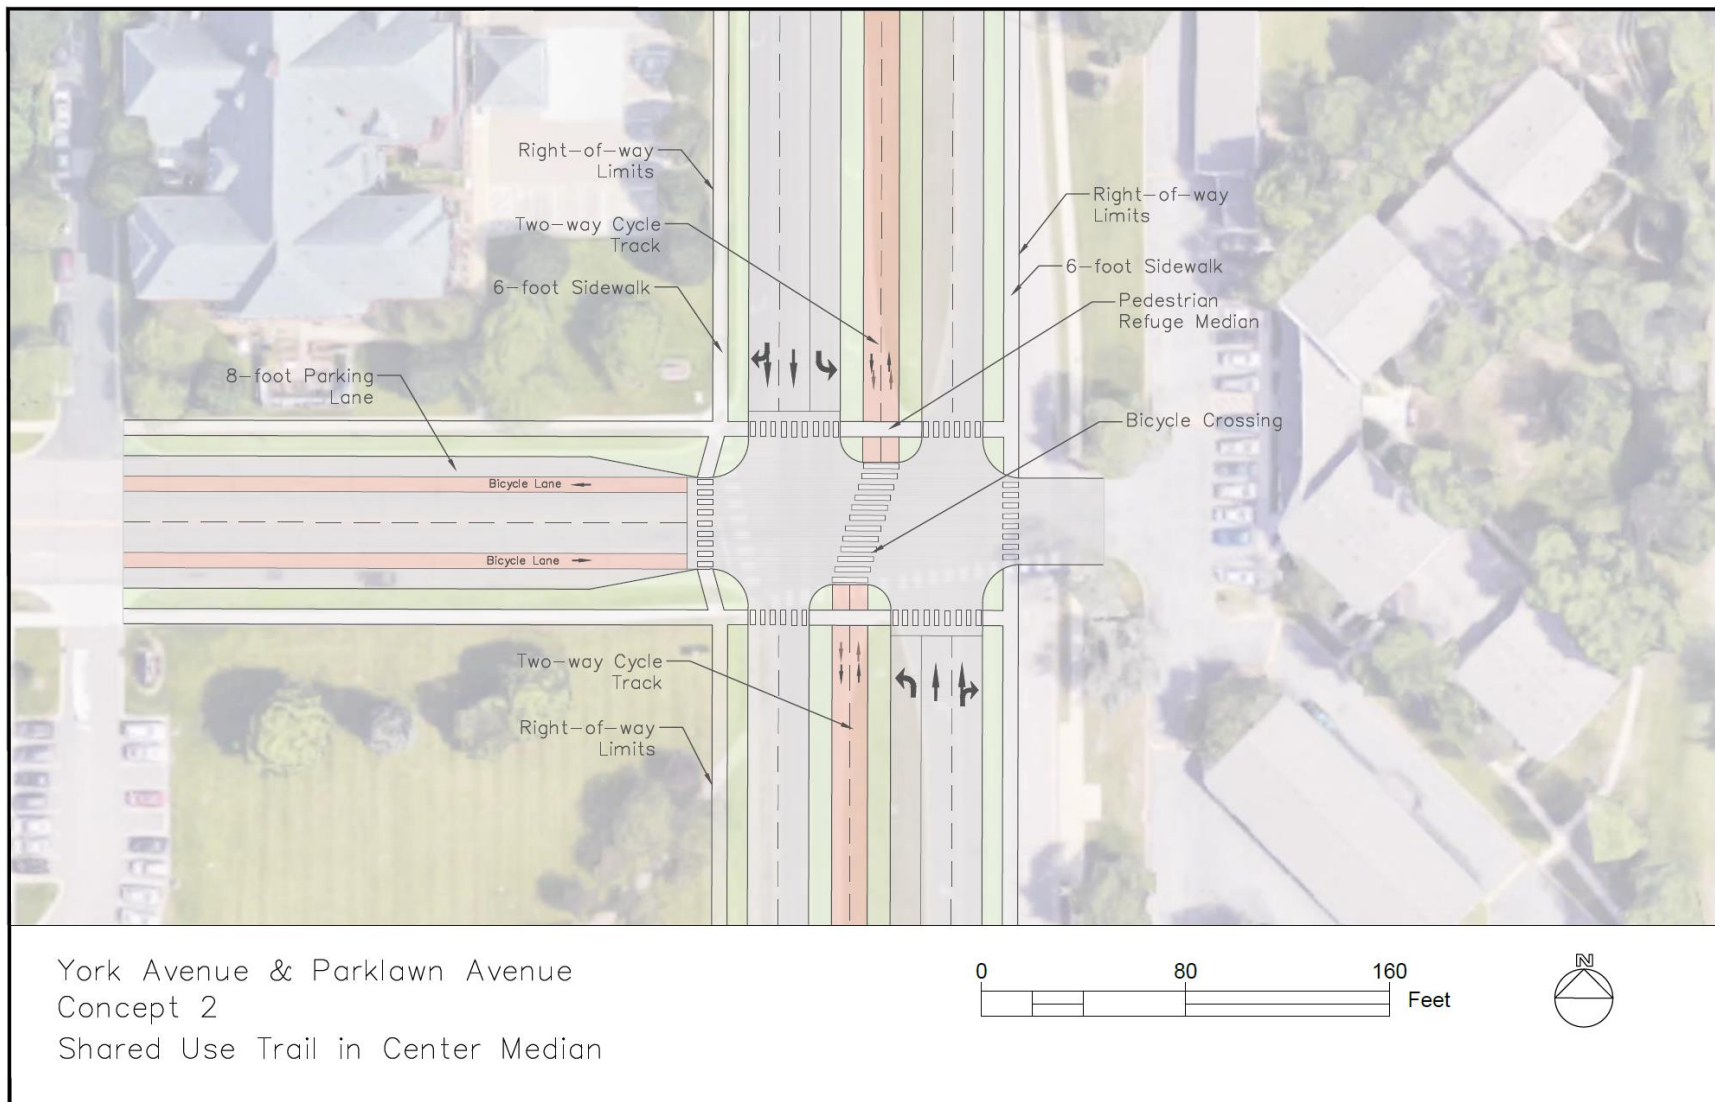 Right-of-way
Limits
Two-way Cycle
Track
6-foot Sidewalk
8-foot Parking
Lane
Right-of-way
Limits
6-foot Sidewalk
Pedestrian
Refuge Median
Bicycle Crossing
Bicycle Lane
Bicycle Lane
Two-way Cycle
Track
Right-of-way
Limits
York Avenue & Parklawn Avenue
Concept 2
Shared Use Trail in Center Median
0 80 160
Feet
N